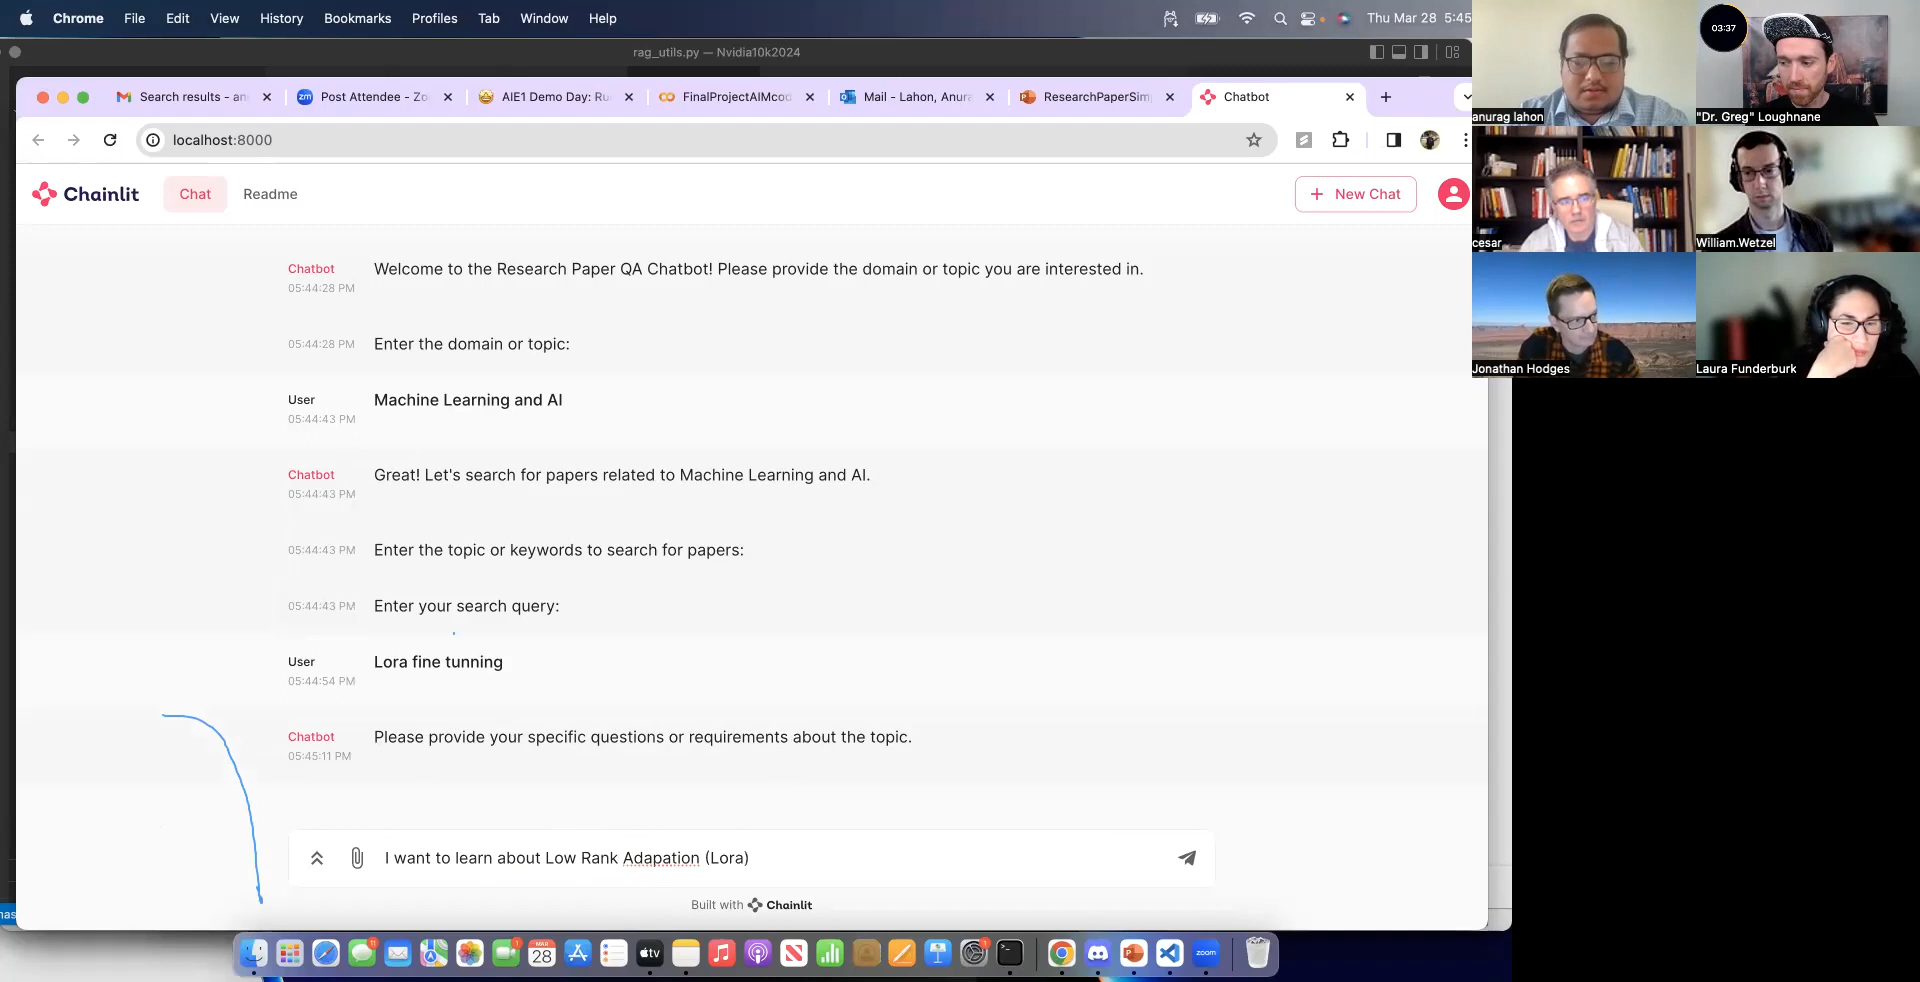 Chrome File Edit View History Bookmarks Profiles Tab Window Help Thu Mar 28 5:45
rag_utils.py — Nvidia10k2024
Search results - an
Post Attendee - Zo
AIE1 Demo Day: Ru
FinalProjectAIMcod
Mail - Lahon, Anura
ResearchPaperSim
Chatbot
localhost:8000
Chainlit Chat Readme + New Chat
Chatbot Welcome to the Research Paper QA Chatbot! Please provide the domain or topic you are interested in.
05:44:28 PM
05:44:28 PM Enter the domain or topic:
User Machine Learning and AI
05:44:43 PM
Chatbot Great! Let's search for papers related to Machine Learning and AI.
05:44:43 PM
05:44:43 PM Enter the topic or keywords to search for papers:
05:44:43 PM Enter your search query:
User Lora fine tunning
05:44:54 PM
Chatbot Please provide your specific questions or requirements about the topic.
05:45:11 PM
I want to learn about Low Rank Adapation (Lora)
Built with Chainlit
03:37
anurag lahon
"Dr. Greg" Loughnane
cesar
William.Wetzel
Jonathan Hodges
Laura Funderburk
11
1
MAR
28
tv
1
zoom